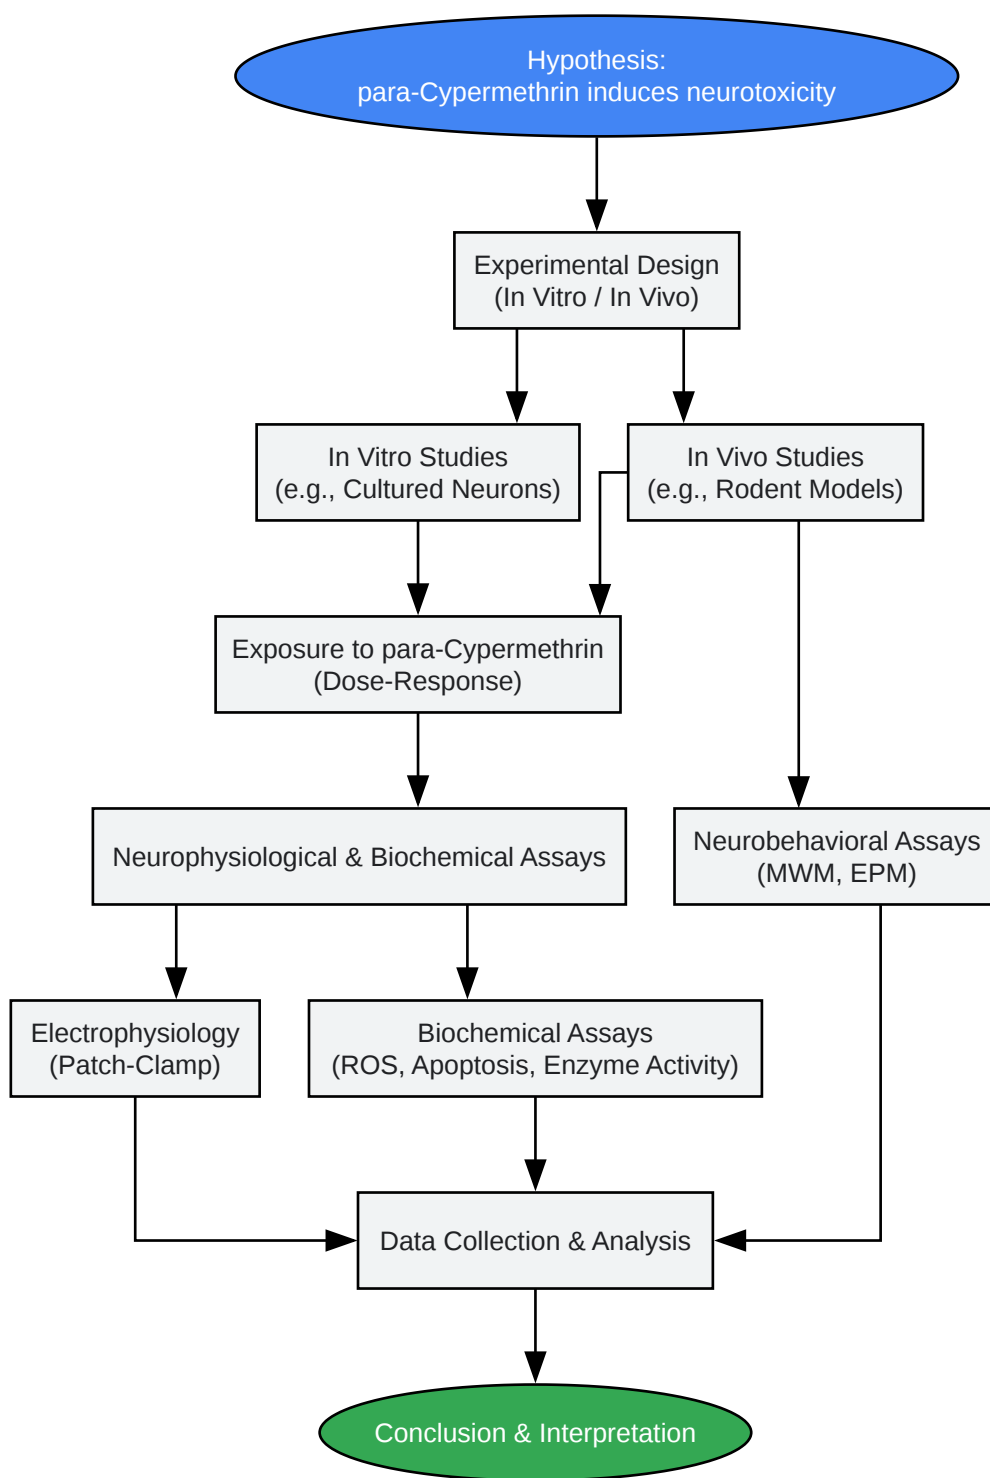 Hypothesis:
para-Cypermethrin induces neurotoxicity
Experimental Design
(In Vitro / In Vivo)
In Vitro Studies
(e.g., Cultured Neurons)
In Vivo Studies
(e.g., Rodent Models)
Exposure to para-Cypermethrin
(Dose-Response)
Neurophysiological & Biochemical Assays
Neurobehavioral Assays
(MWM, EPM)
Electrophysiology
(Patch-Clamp)
Biochemical Assays
(ROS, Apoptosis, Enzyme Activity)
Data Collection & Analysis
Conclusion & Interpretation